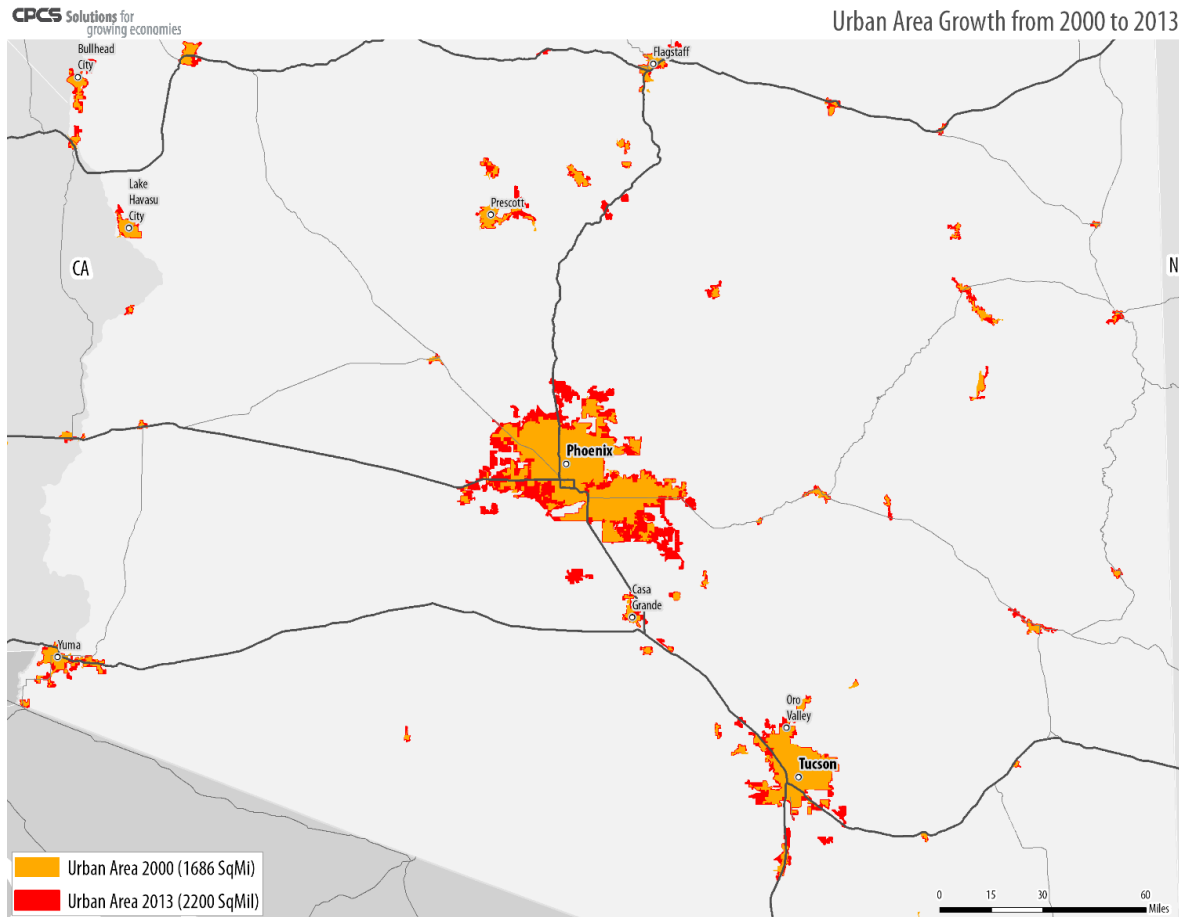 CPCS Solutions for
growing economies
Urban Area Growth from 2000 to 2013
Bullhead
City
Flagstaff
Lake
Havasu
City
Prescott
CA
N
Phoenix
Casa
Grande
Yuma
Oro
Valley
Tucson
Urban Area 2000 (1686 SqMi)
Urban Area 2013 (2200 SqMil)
0 15 30 60
Miles